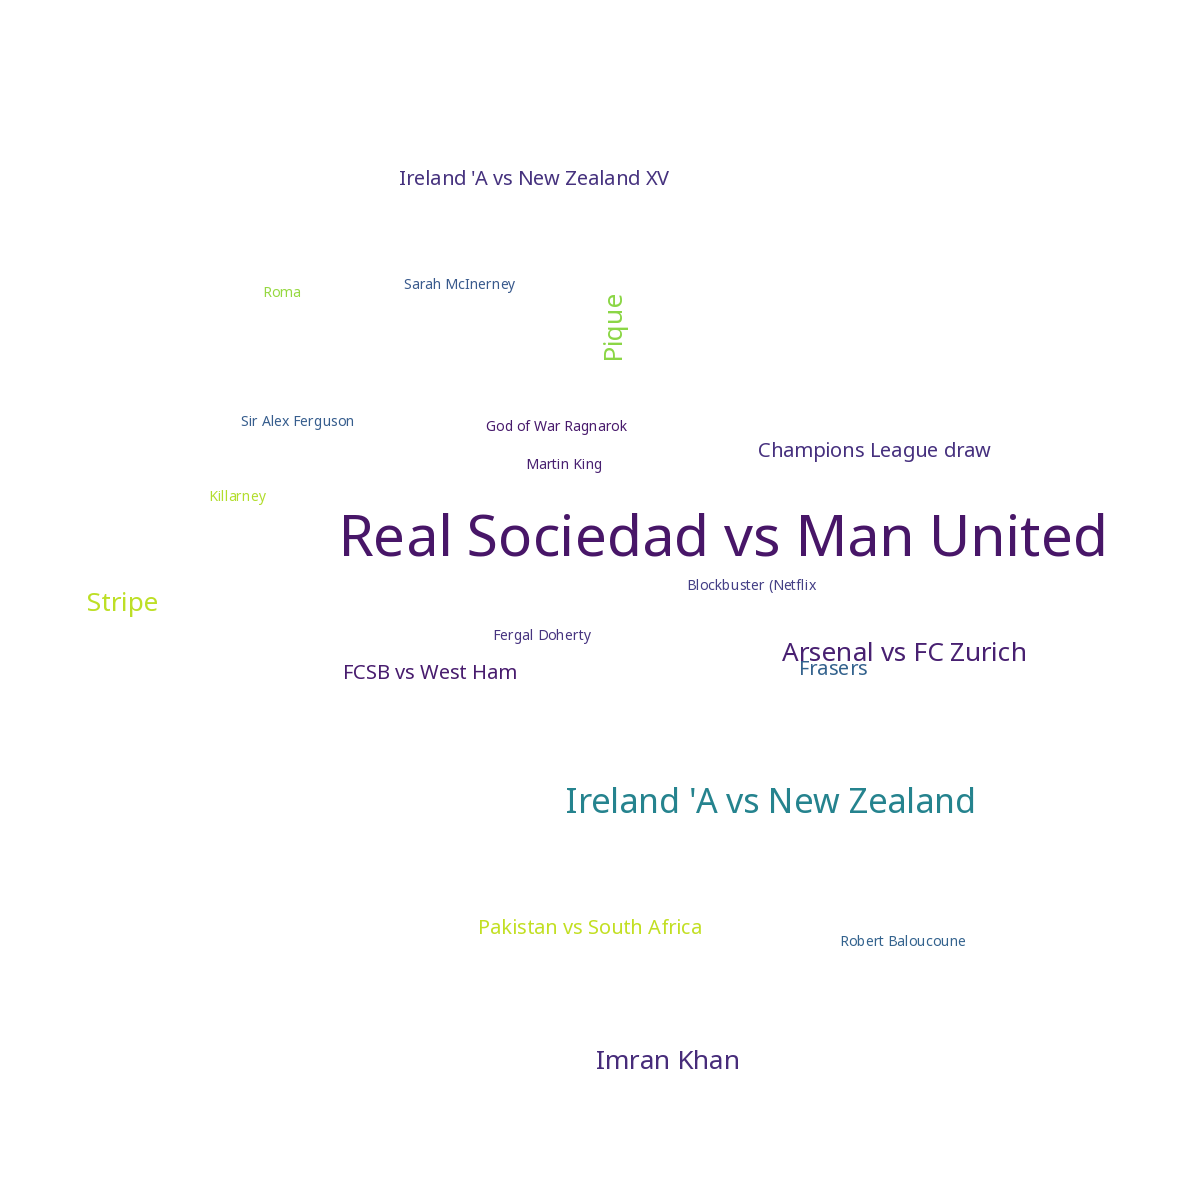 Ireland 'A vs New Zealand XV
Sarah McInerney
Roma
Pique
Sir Alex Ferguson
God of War Ragnarok
Champions League draw
Martin King
Killarney
Real Sociedad vs Man United
Blockbuster (Netflix
Stripe
Fergal Doherty
Arsenal vs FC Zurich
Frasers
FCSB vs West Ham
Ireland 'A vs New Zealand
Pakistan vs South Africa
Robert Baloucoune
Imran Khan